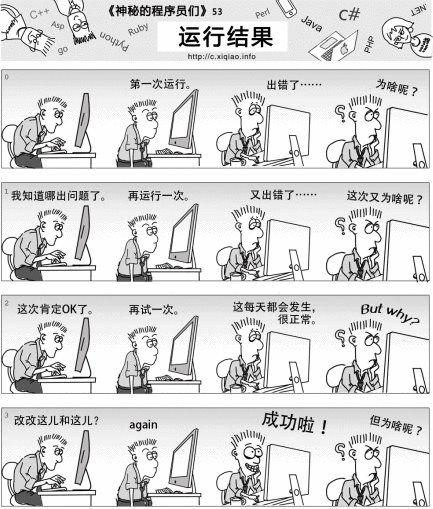 《神秘的程序员们》53
C++
Asp
go
Python
Ruby
Perl
Java
C#
PHP
.NET
运行结果
http://c.xiqiao.info
0
第一次运行。
出错了……
为啥呢?
1
我知道哪出问题了。
再运行一次。
又出错了……
这次又为啥呢?
2
这次肯定OK了。
再试一次。
这每天都会发生,
很正常。
But why?
3
改改这儿和这儿?
again
成功啦!
但为啥呢?